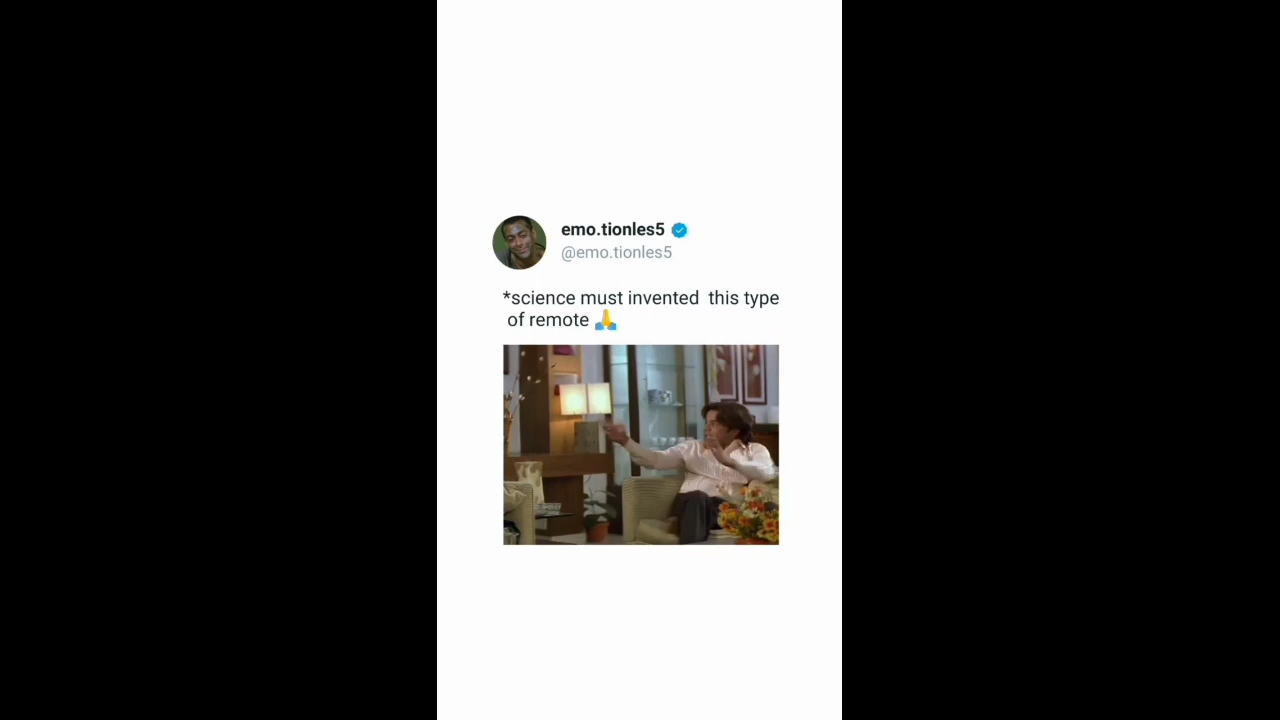 emo.tionles5
@emo.tionles5
*science must invented  this type
of remote 🙏